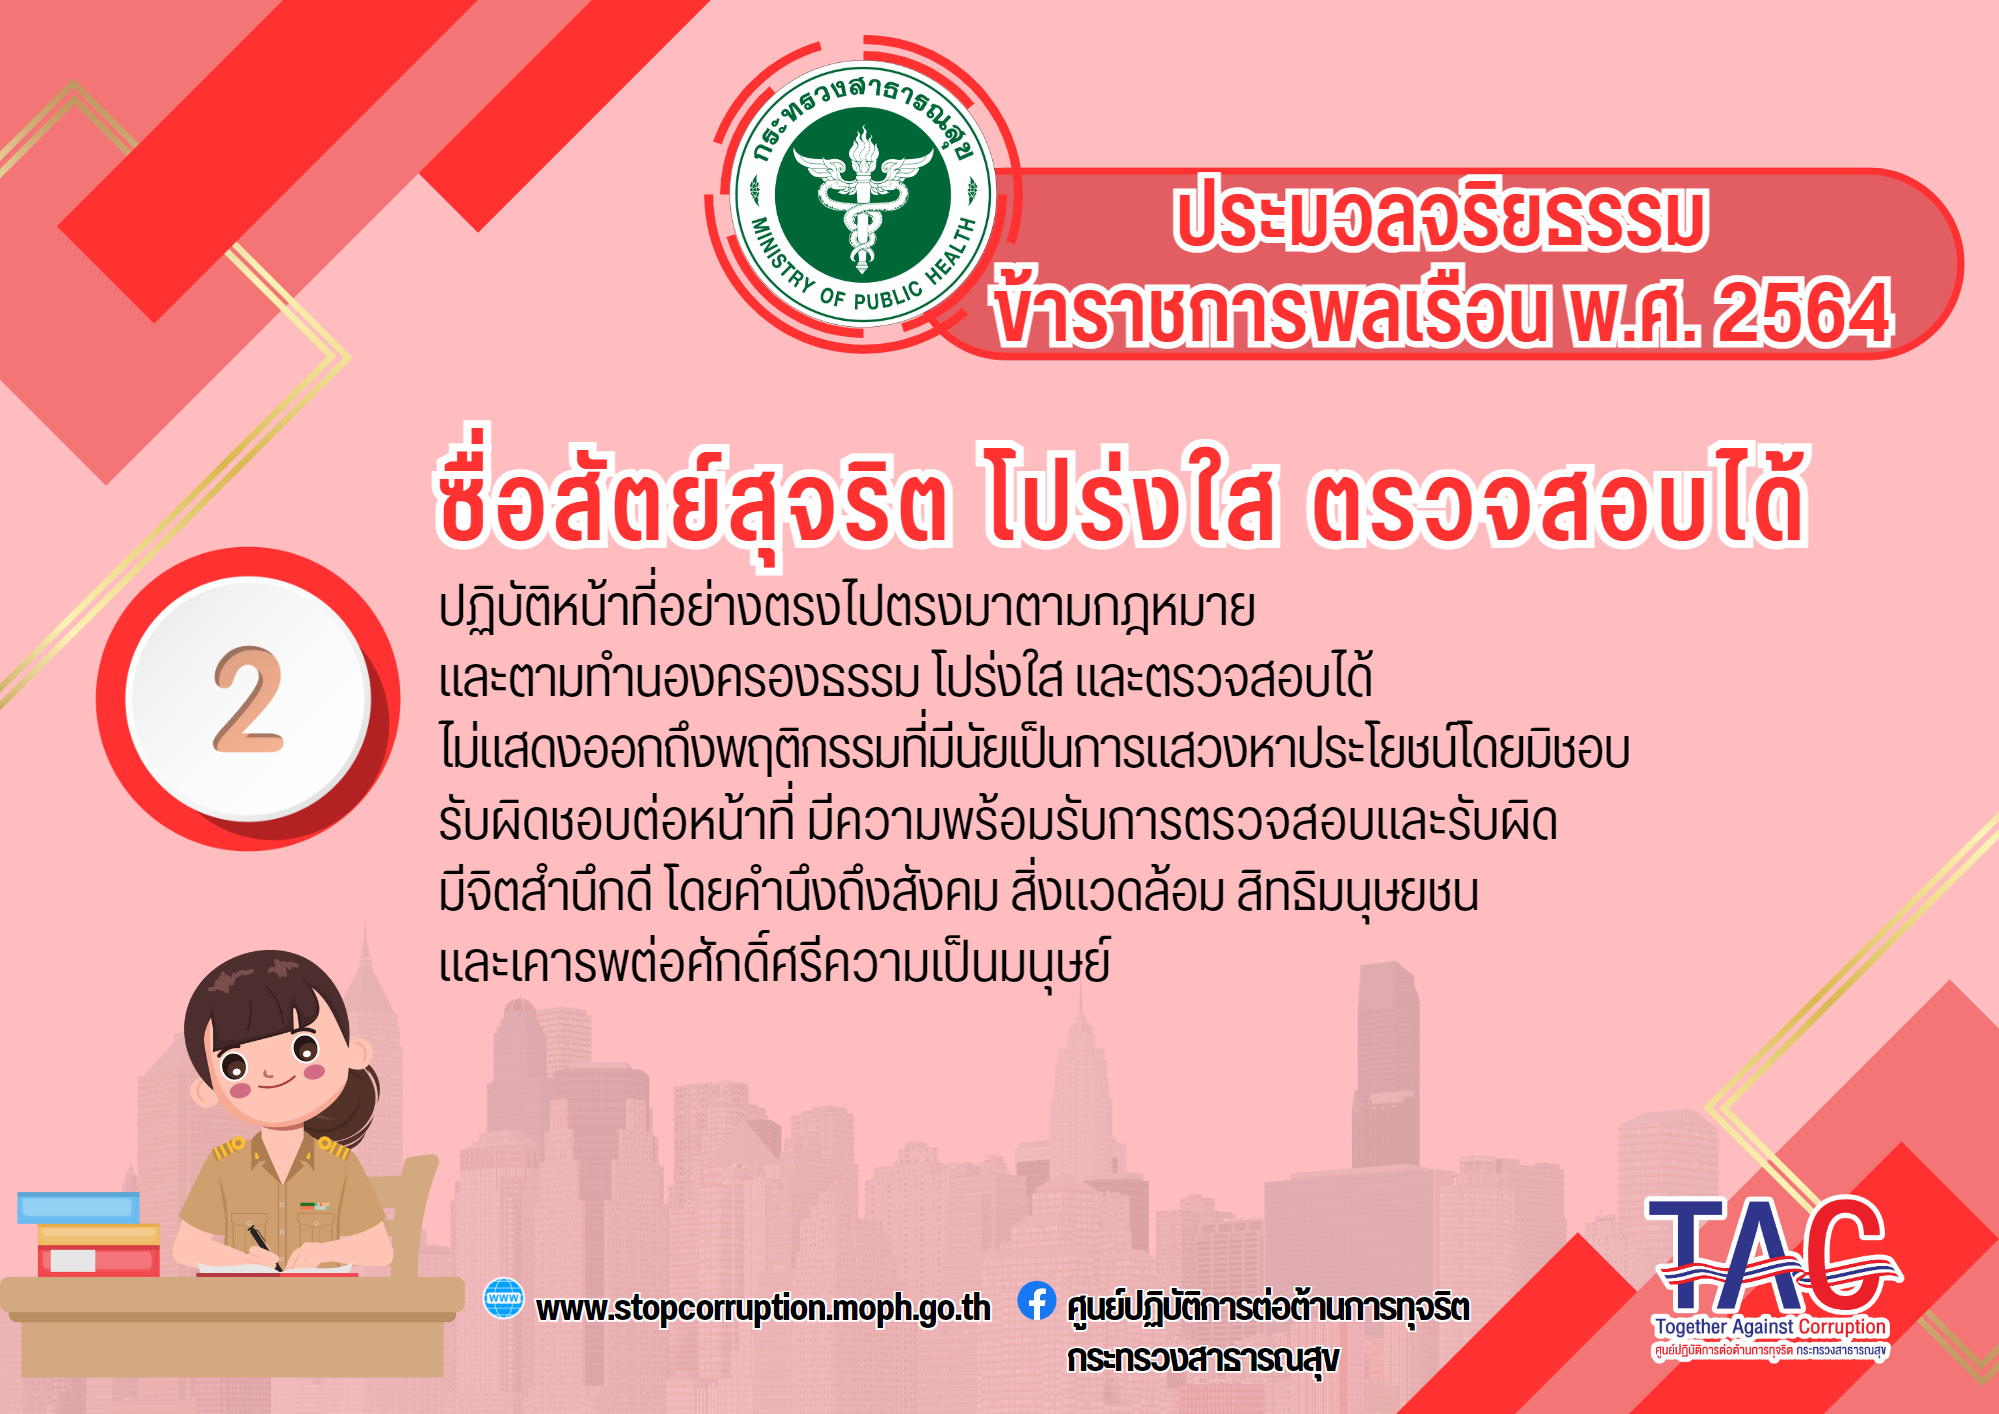 กระทรวงสาธารณสุข
MINISTRY OF PUBLIC HEALTH
ประมวลจริยธรรม
ข้าราชการพลเรือน พ.ศ. 2564
ซื่อสัตย์สุจริต โปร่งใส ตรวจสอบได้
2
ปฏิบัติหน้าที่อย่างตรงไปตรงมาตามกฎหมาย
และตามทำนองครองธรรม โปร่งใส และตรวจสอบได้
ไม่แสดงออกถึงพฤติกรรมที่มีนัยเป็นการแสวงหาประโยชน์โดยมิชอบ
รับผิดชอบต่อหน้าที่ มีความพร้อมรับการตรวจสอบและรับผิด
มีจิตสำนึกดี โดยคำนึงถึงสังคม สิ่งแวดล้อม สิทธิมนุษยชน
และเคารพต่อศักดิ์ศรีความเป็นมนุษย์
www
www.stopcorruption.moph.go.th
ศูนย์ปฏิบัติการต่อต้านการทุจริต
กระทรวงสาธารณสุข
TAC
Together Against Corruption
ศูนย์ปฏิบัติการต่อต้านการทุจริต กระทรวงสาธารณสุข